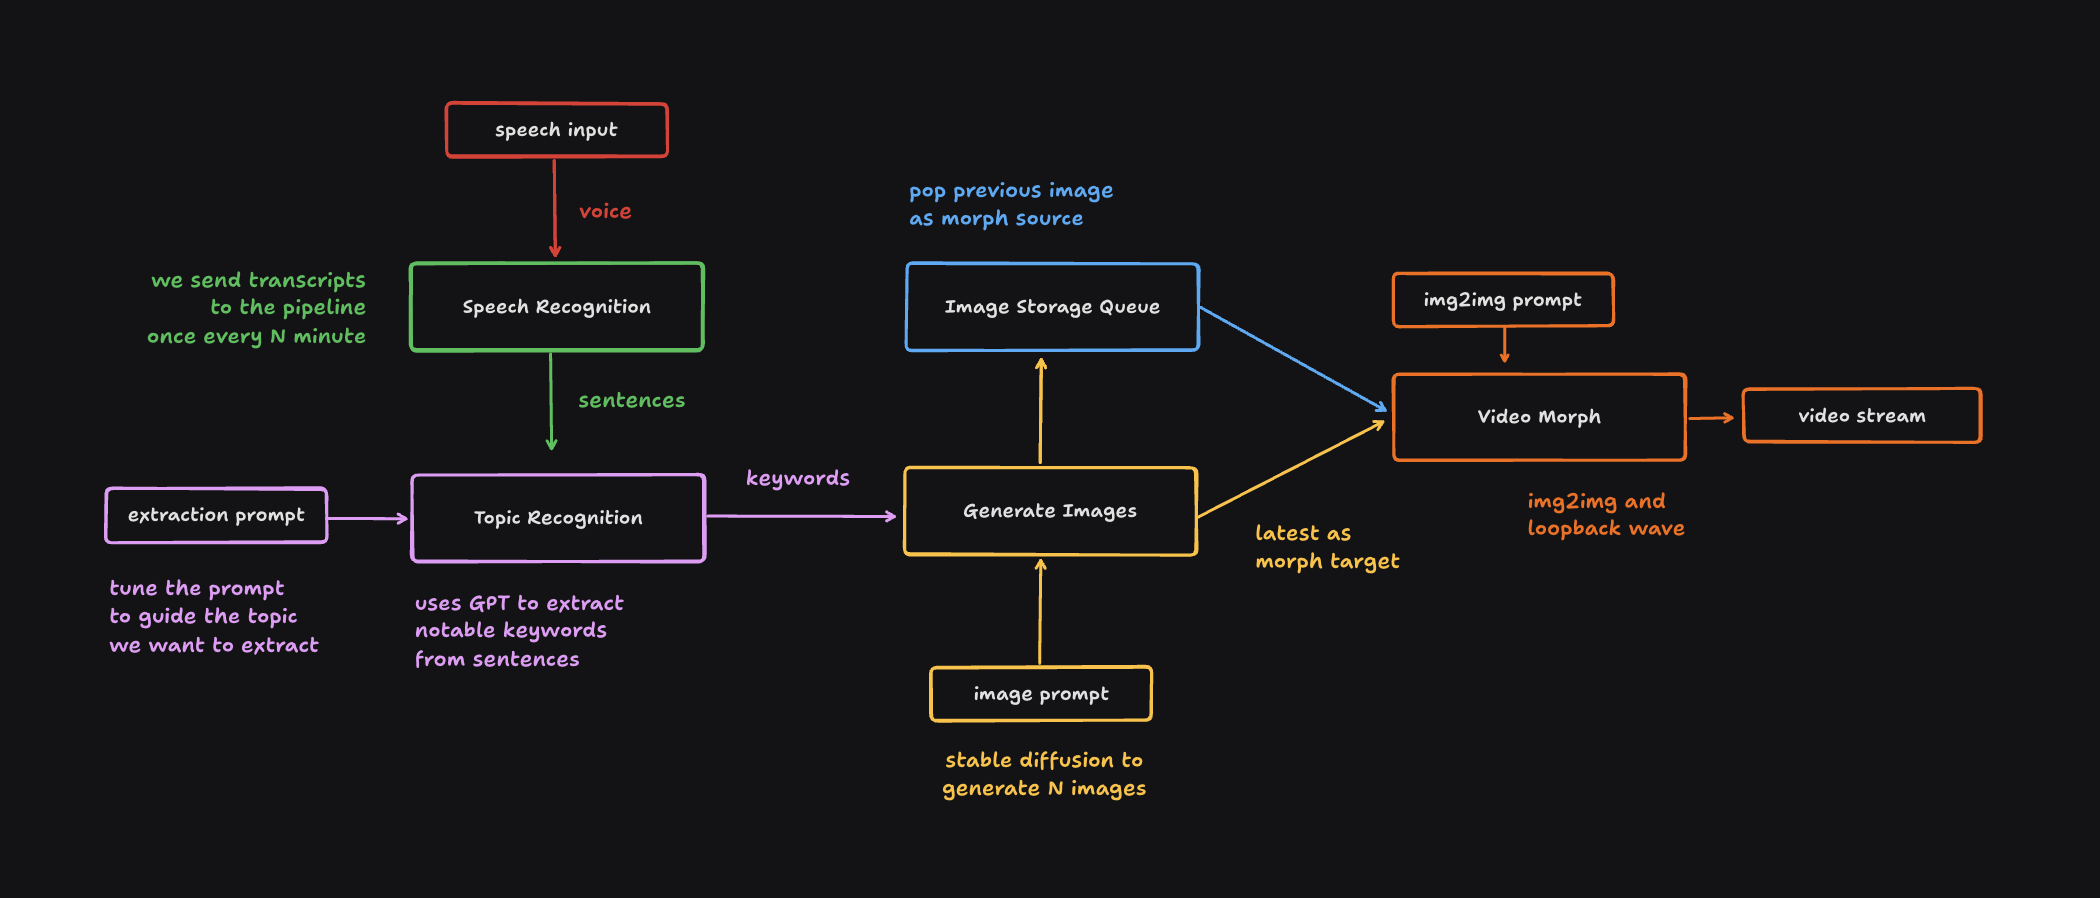 speech input
voice
we send transcripts
to the pipeline
once every N minute
Speech Recognition
sentences
extraction prompt
tune the prompt
to guide the topic
we want to extract
Topic Recognition
uses GPT to extract
notable keywords
from sentences
keywords
pop previous image
as morph source
Image Storage Queue
Generate Images
image prompt
stable diffusion to
generate N images
latest as
morph target
img2img prompt
Video Morph
img2img and
loopback wave
video stream